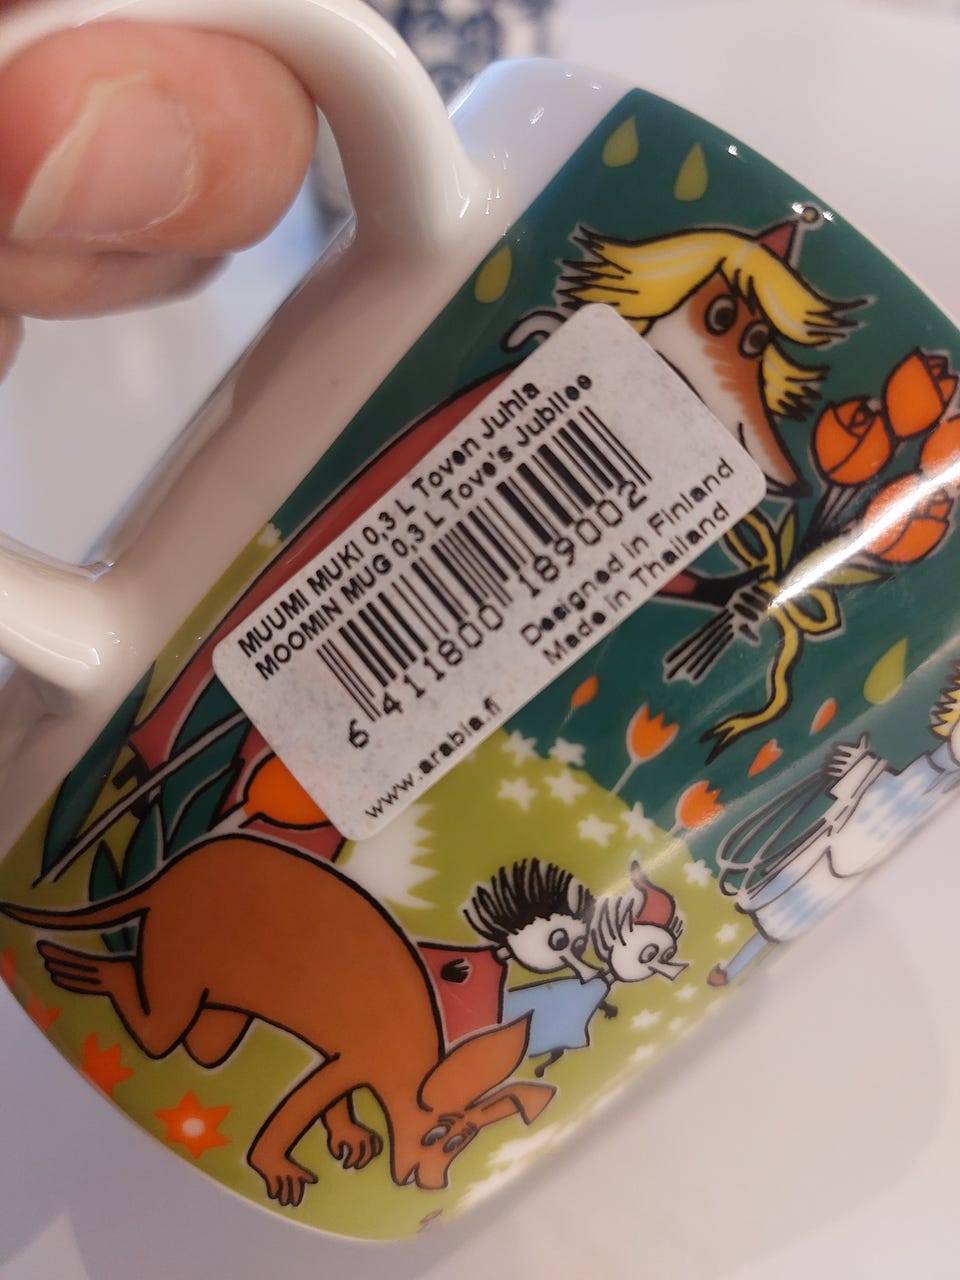 MUUMI MUKI 0,3 L Toven Juhla
MOOMIN MUG 0,3 L Tove's Jubilee
6 411800 189002
Designed in Finland
Made in Thailand
www.arabia.fi